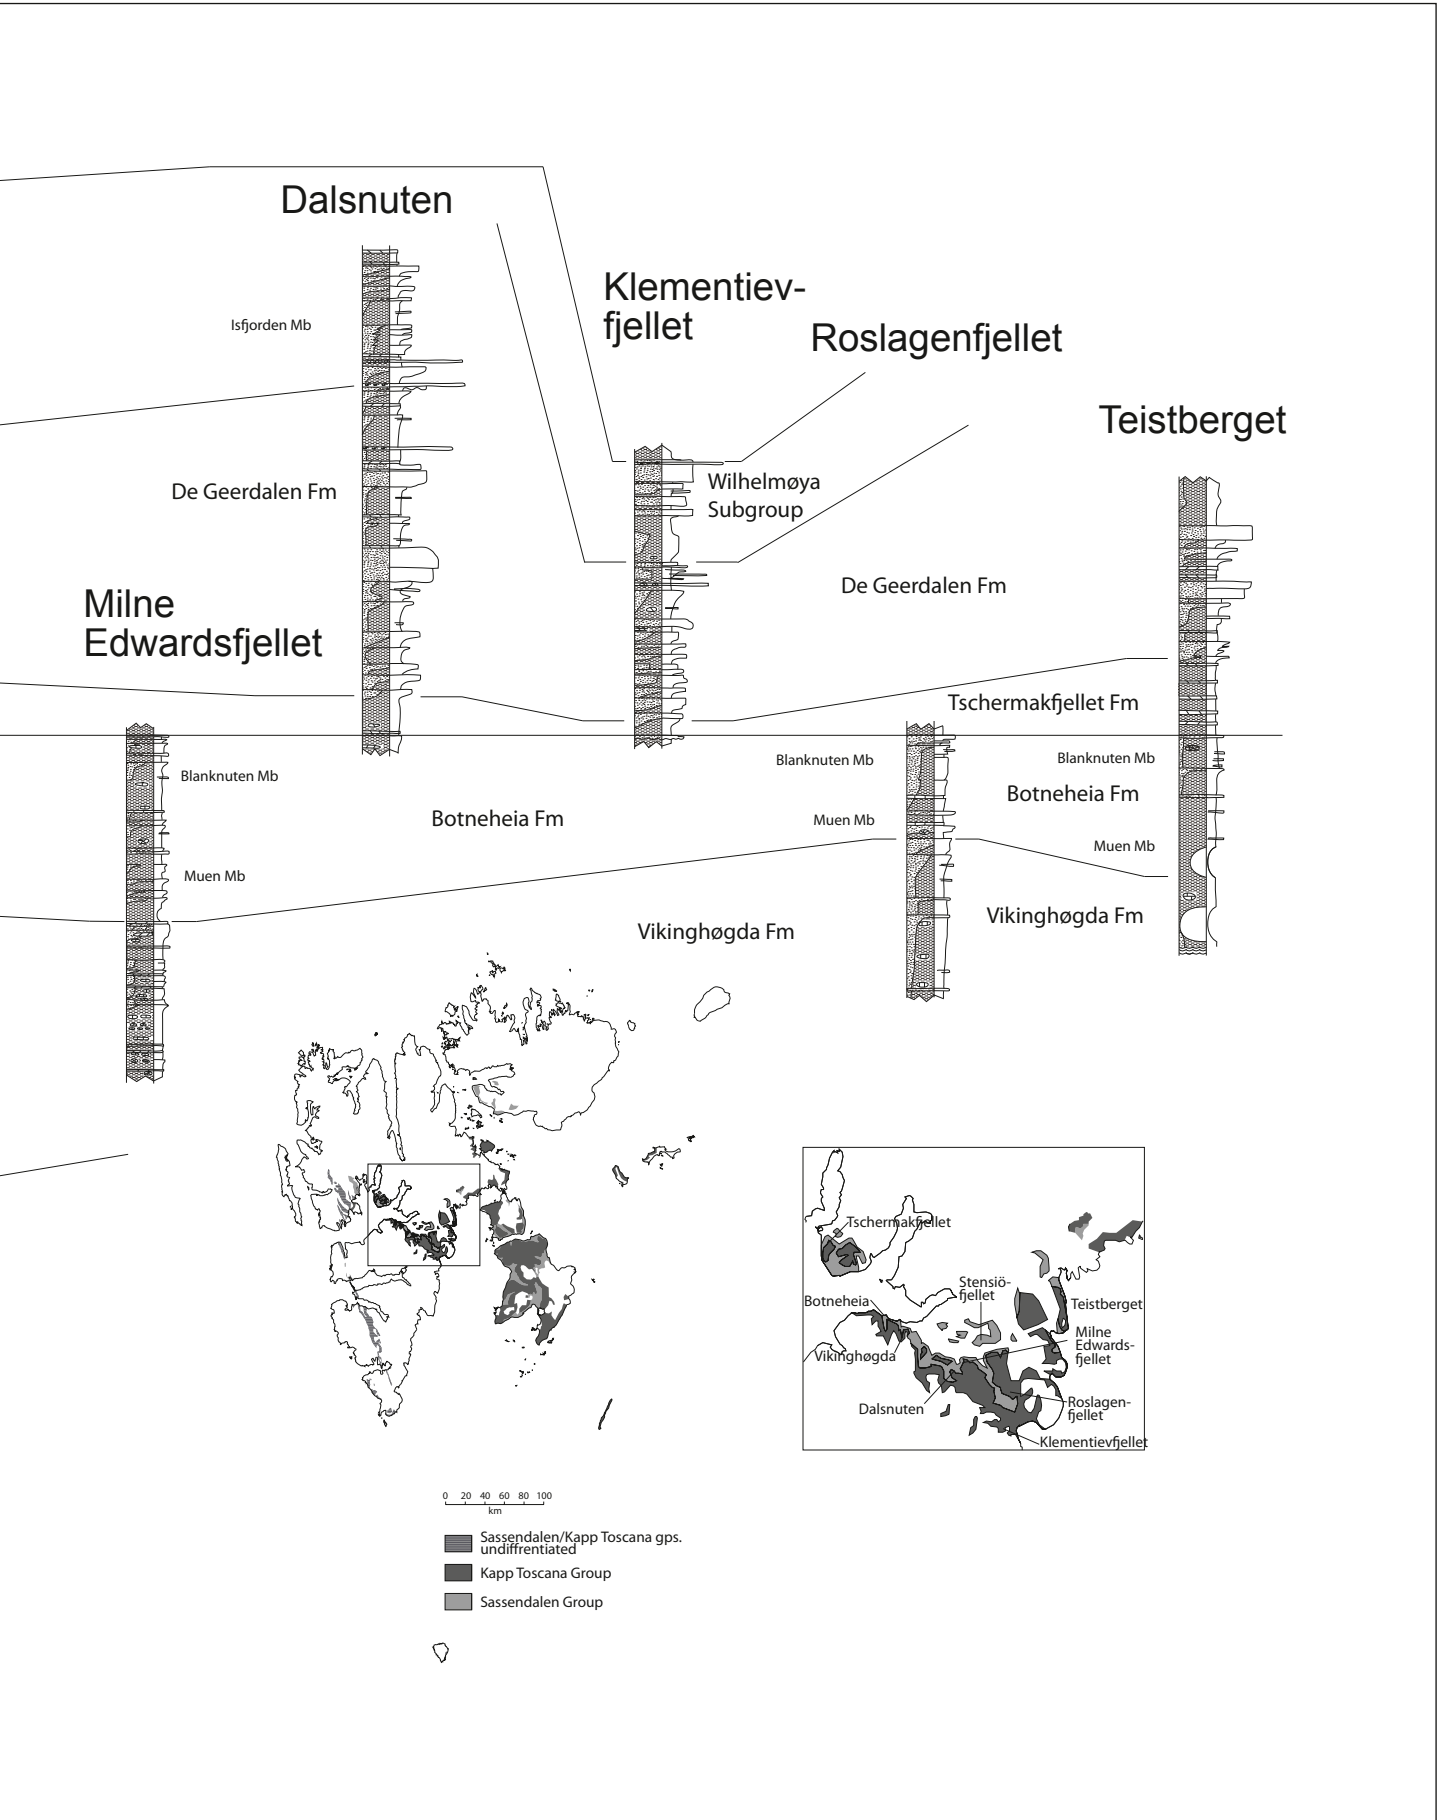 Dalsnuten
Klementiev-
fjellet
Roslagenfjellet
Teistberget
Isfjorden Mb
De Geerdalen Fm
Wilhelmøya
Subgroup
De Geerdalen Fm
Milne
Edwardsfjellet
Tschermakfjellet Fm
Blanknuten Mb
Blanknuten Mb
Blanknuten Mb
Botneheia Fm
Botneheia Fm
Muen Mb
Muen Mb
Muen Mb
Vikinghøgda Fm
Vikinghøgda Fm
Tschermakfjellet
Stensiö-
fjellet
Botneheia
Teistberget
Milne
Edwards-
fjellet
Vikinghøgda
Dalsnuten
Roslagen-
fjellet
Klementievfjellet
0 20 40 60 80 100
km
Sassendalen/Kapp Toscana gps.
undiffrentiated
Kapp Toscana Group
Sassendalen Group